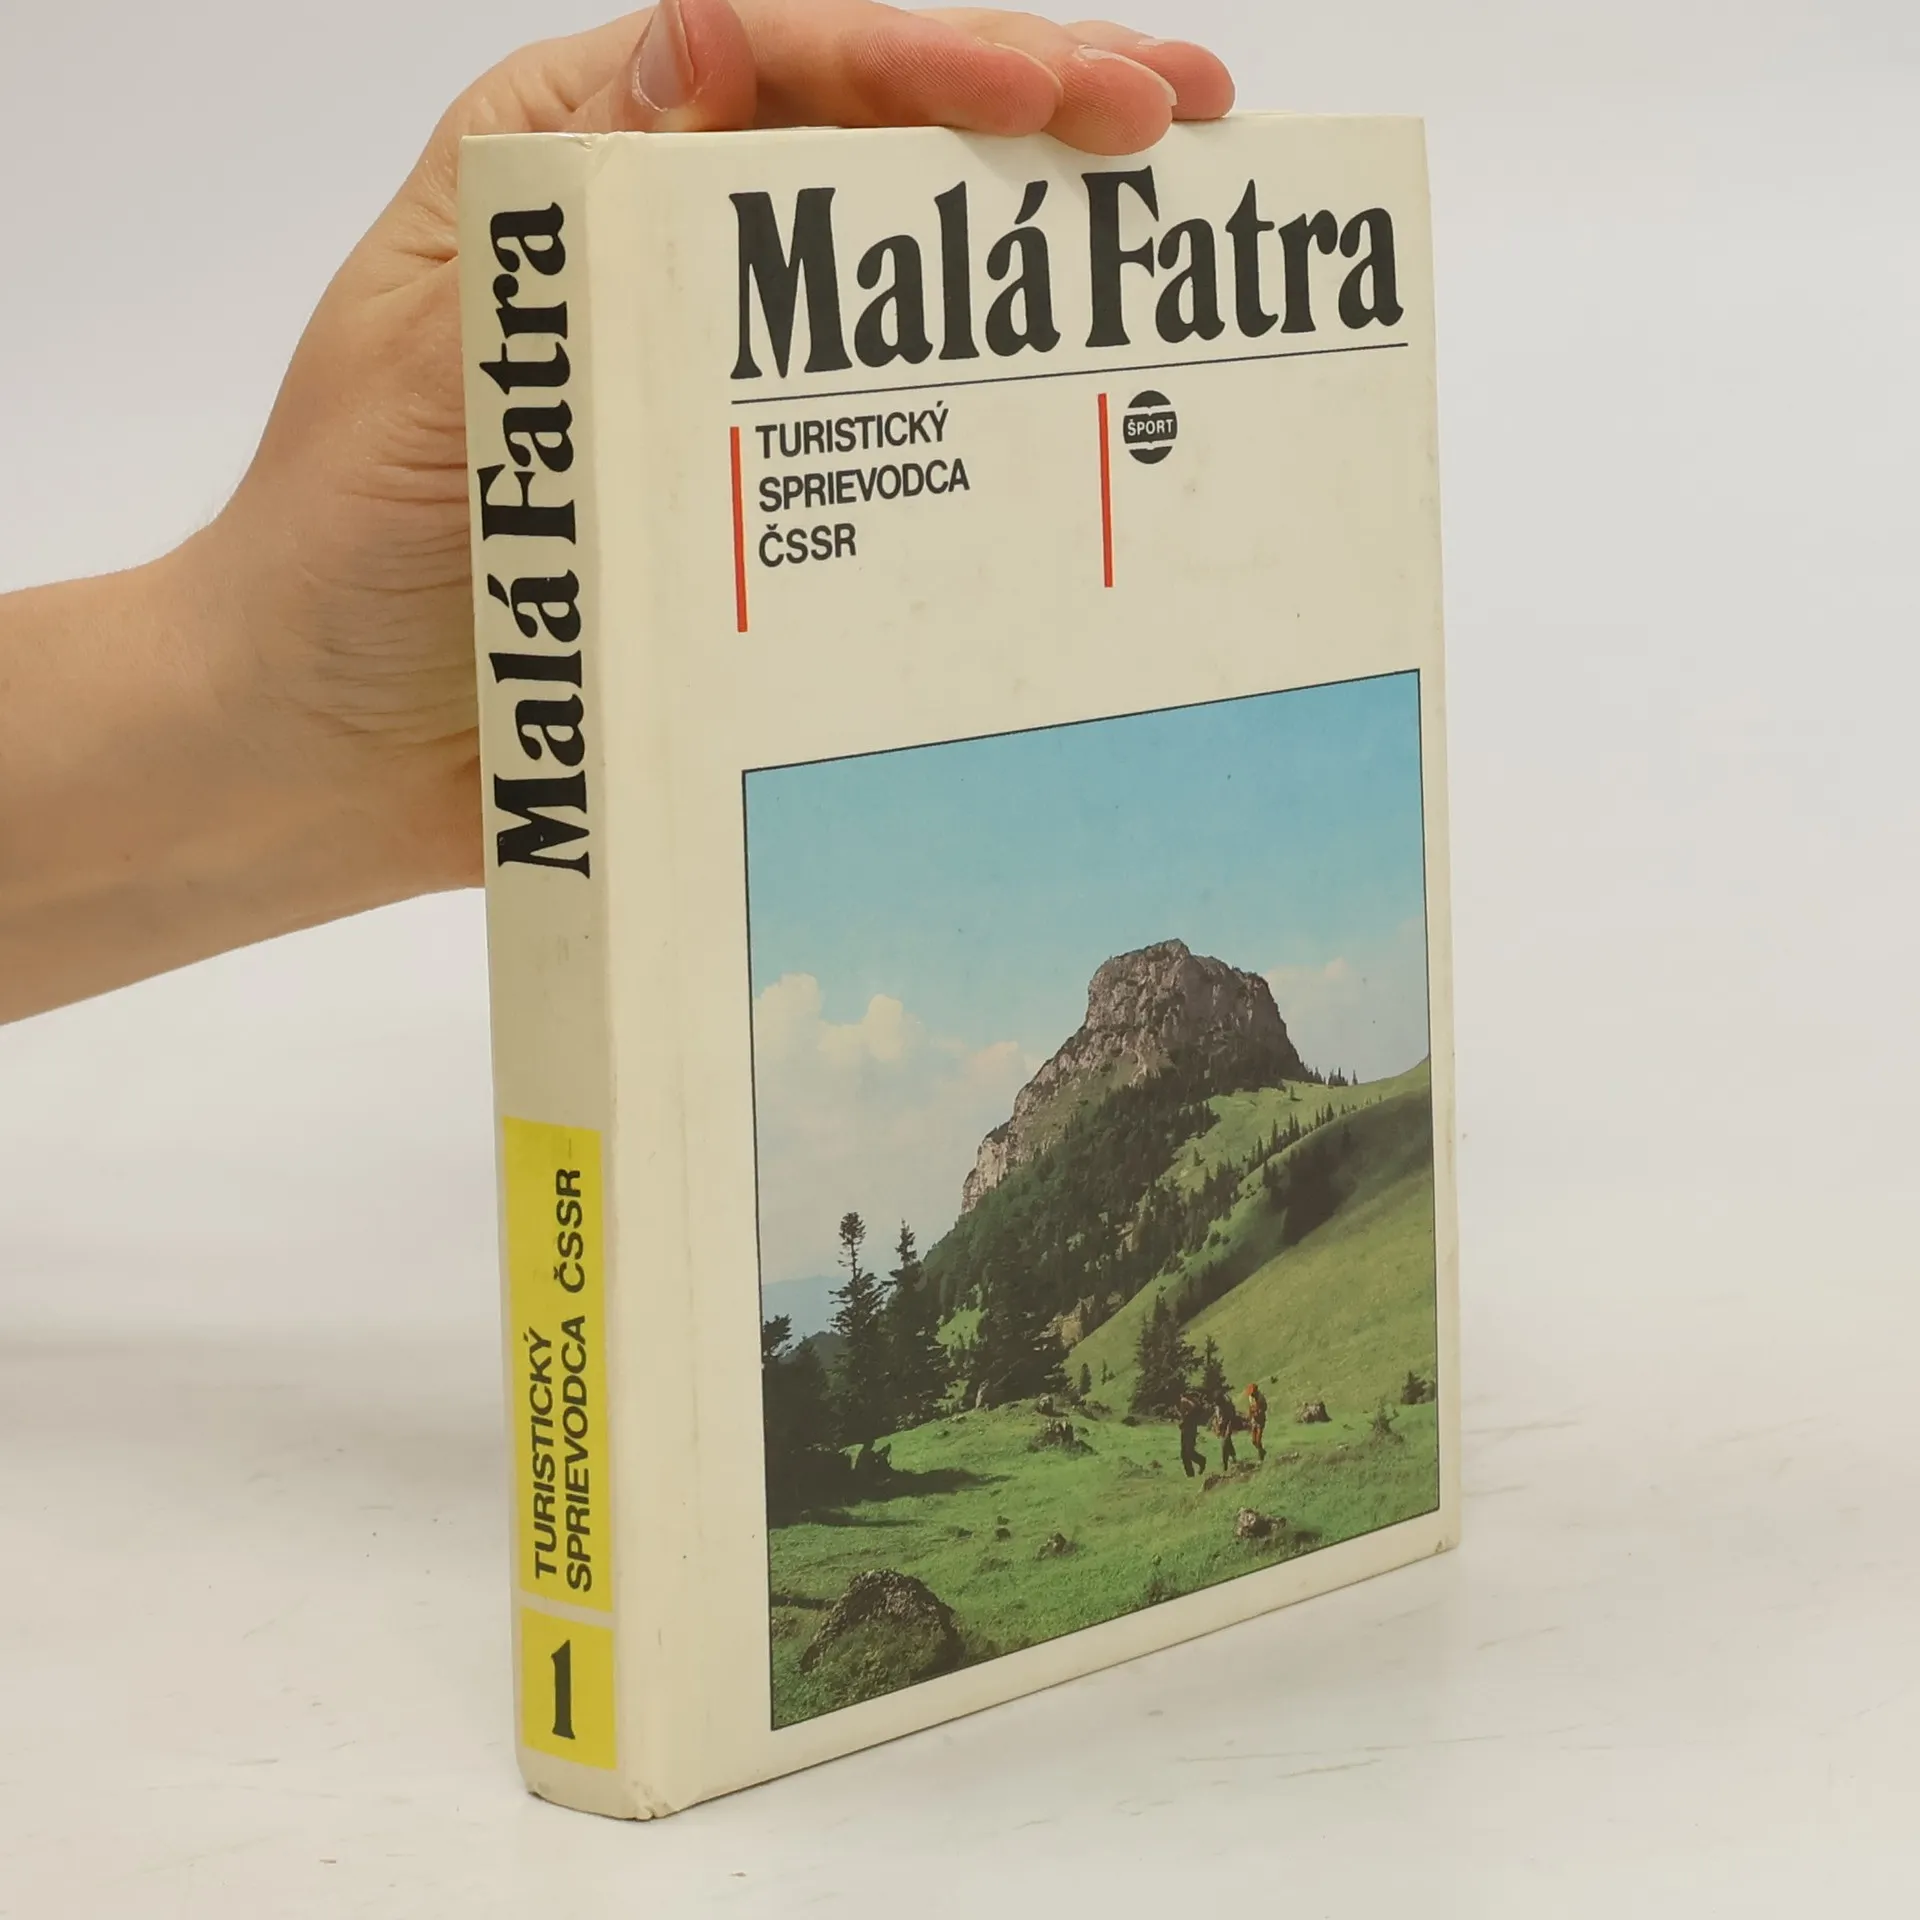 Malá Fatra
TURISTICKÝ
SPRIEVODCA
ČSSR
ŠPORT
Malá Fatra
TURISTICKÝ
SPRIEVODCA ČSSR
1